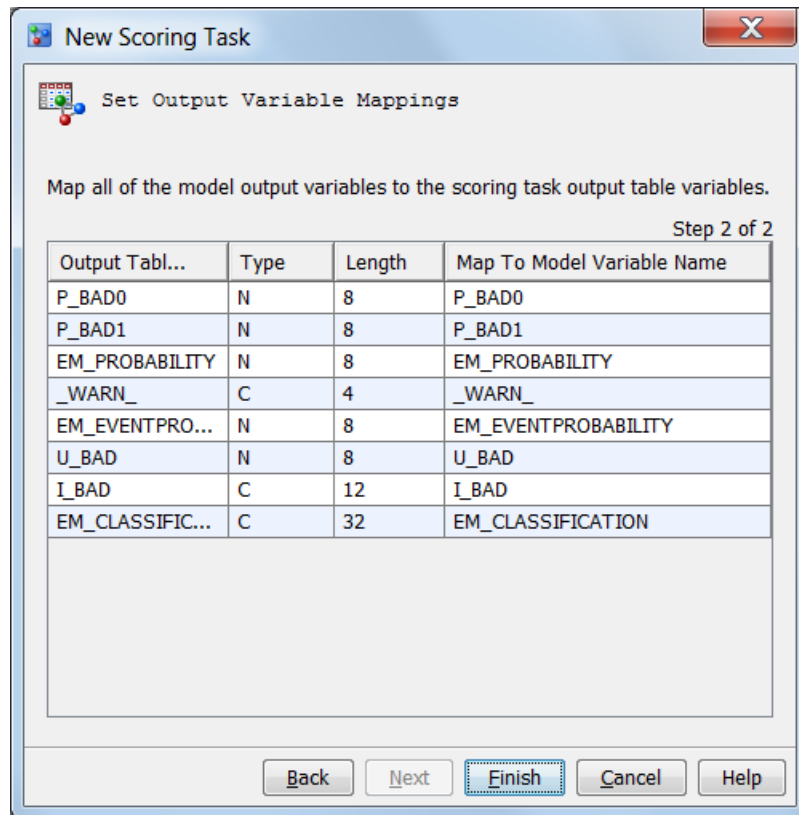 New Scoring Task
X
Set Output Variable Mappings
Map all of the model output variables to the scoring task output table variables.
Step 2 of 2
Output Tabl... Type Length Map To Model Variable Name
P_BAD0 N 8 P_BAD0
P_BAD1 N 8 P_BAD1
EM_PROBABILITY N 8 EM_PROBABILITY
_WARN_ C 4 _WARN_
EM_EVENTPRO... N 8 EM_EVENTPROBABILITY
U_BAD N 8 U_BAD
I_BAD C 12 I_BAD
EM_CLASSIFIC... C 32 EM_CLASSIFICATION
Back Next Finish Cancel Help